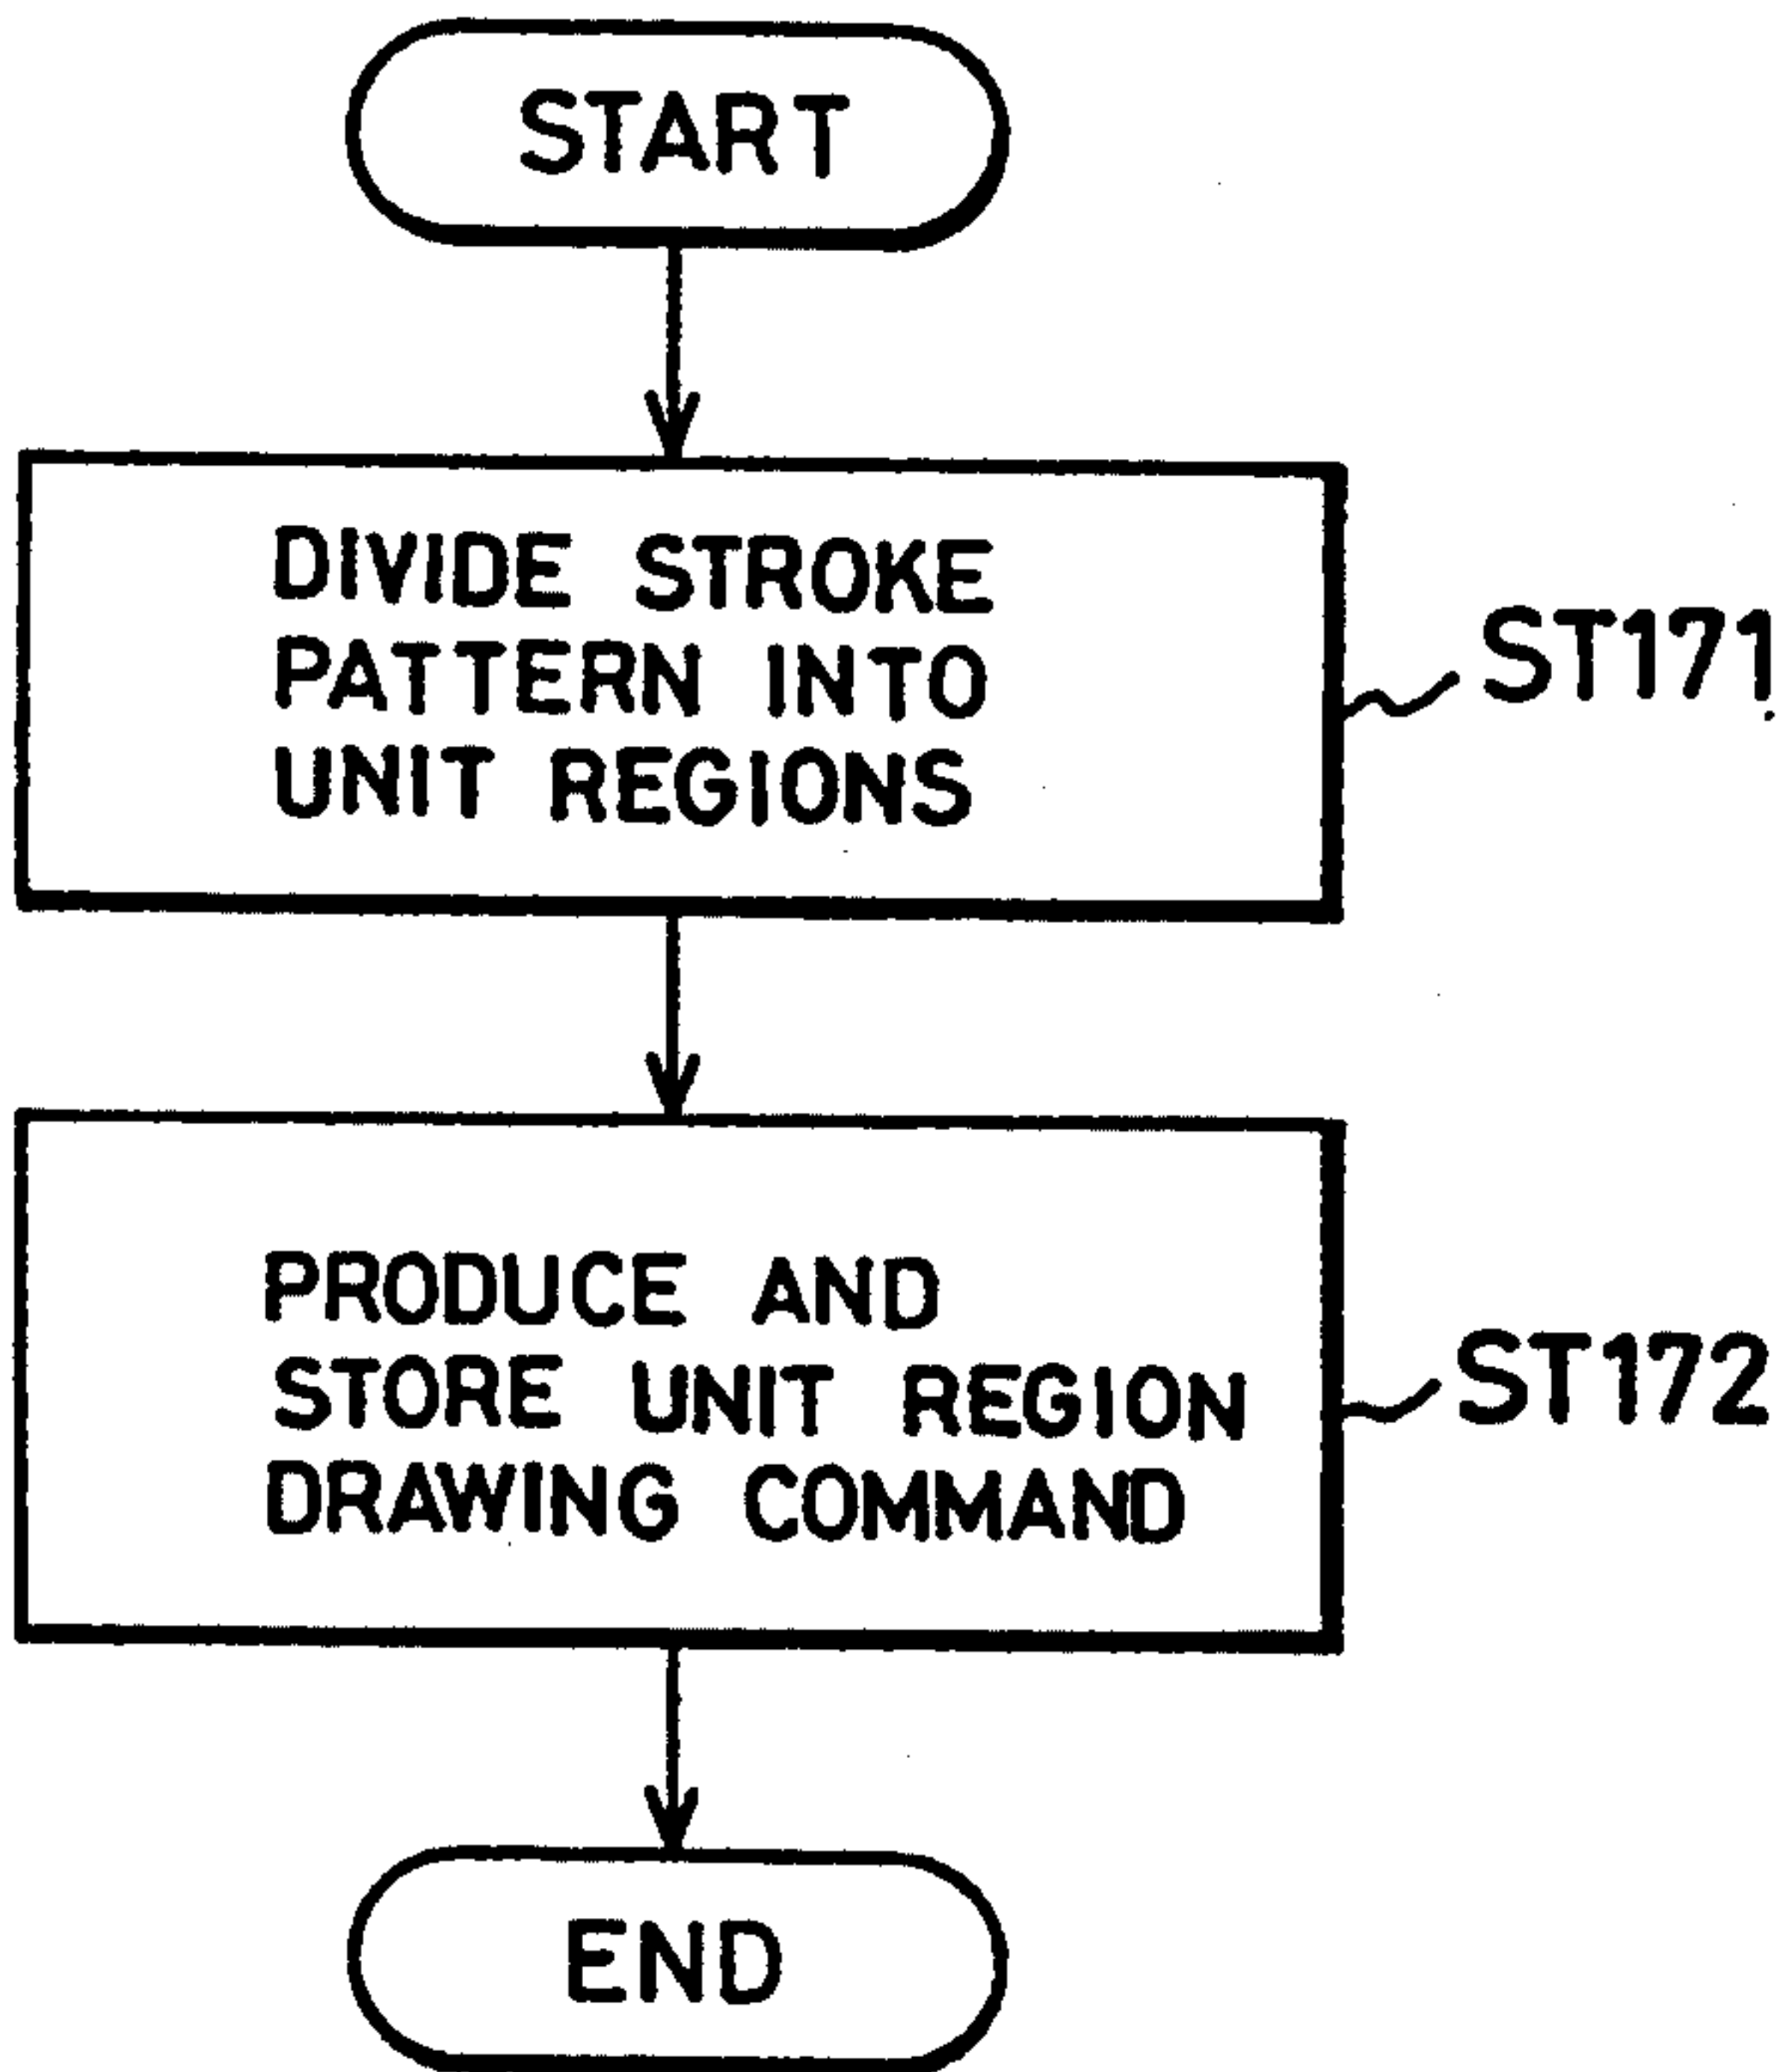 START
DIVIDE STROKE
PATTERN INTO
UNIT REGIONS
ST171
PRODUCE AND
STORE UNIT REGION
DRAWING COMMAND
ST172
END